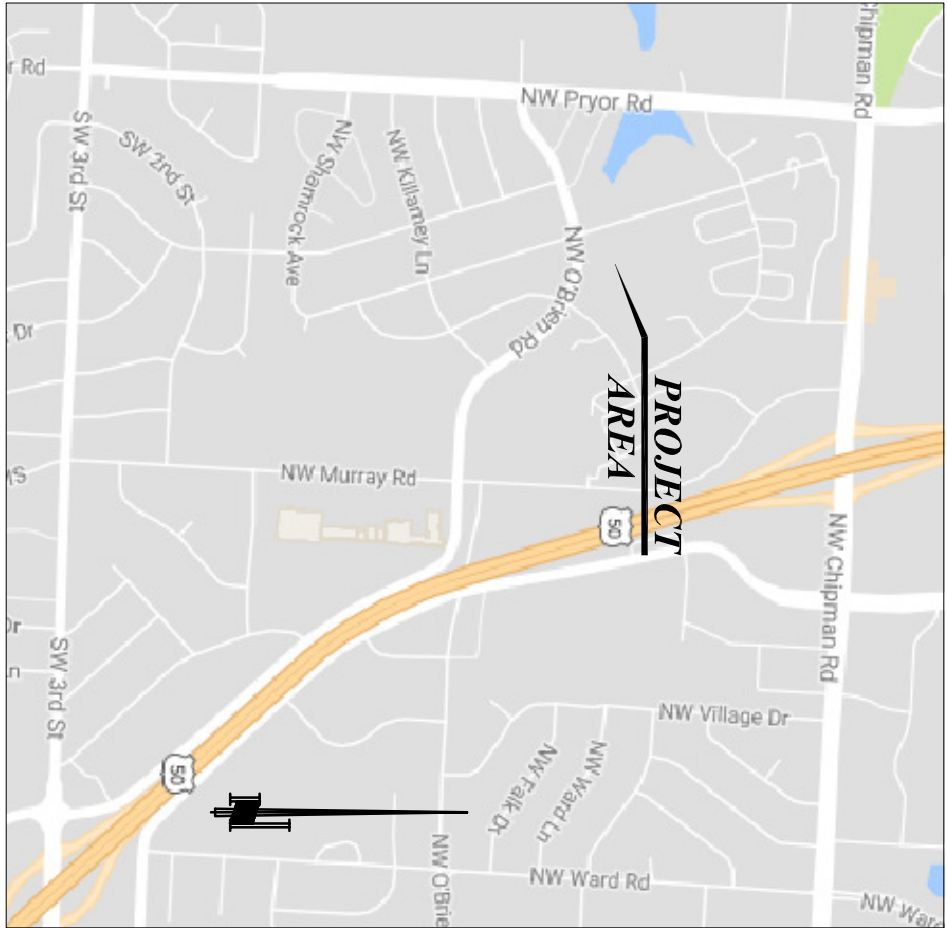 r Rd
SW 3rd St
SW 2nd St
NW Shamrock Ave
NW Killarney Ln
NW Pryor Rd
Chipman Rd
NW O'Brien Rd
Dr
PROJECT
AREA
NW Murray Rd
50
NW Chipman Rd
Dr
SW 3rd St
NW Village Dr
NW Falk Dr
NW Ward Ln
50
NW O'Brie
NW Ward Rd
NW Ward